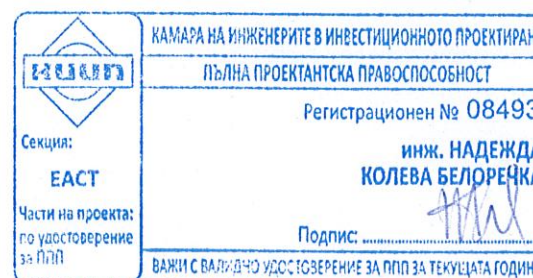 КАМАРА НА ИНЖЕНЕРИТЕ В ИНВЕСТИЦИОННОТО ПРОЕКТИРАН
ПЪЛНА ПРОЕКТАНТСКА ПРАВОСПОСОБНОСТ
КИИП
Регистрационен № 08493
Секция:
ЕАСТ
инж. НАДЕЖДА
КОЛЕВА БЕЛОРЕЧКА
Части на проекта:
по удостоверение
за ППП
Подпис:
ВАЖИ С ВАЛИДНО УДОСТОВЕРЕНИЕ ЗА ППП ЗА ТЕКУЩАТА ГОДИН